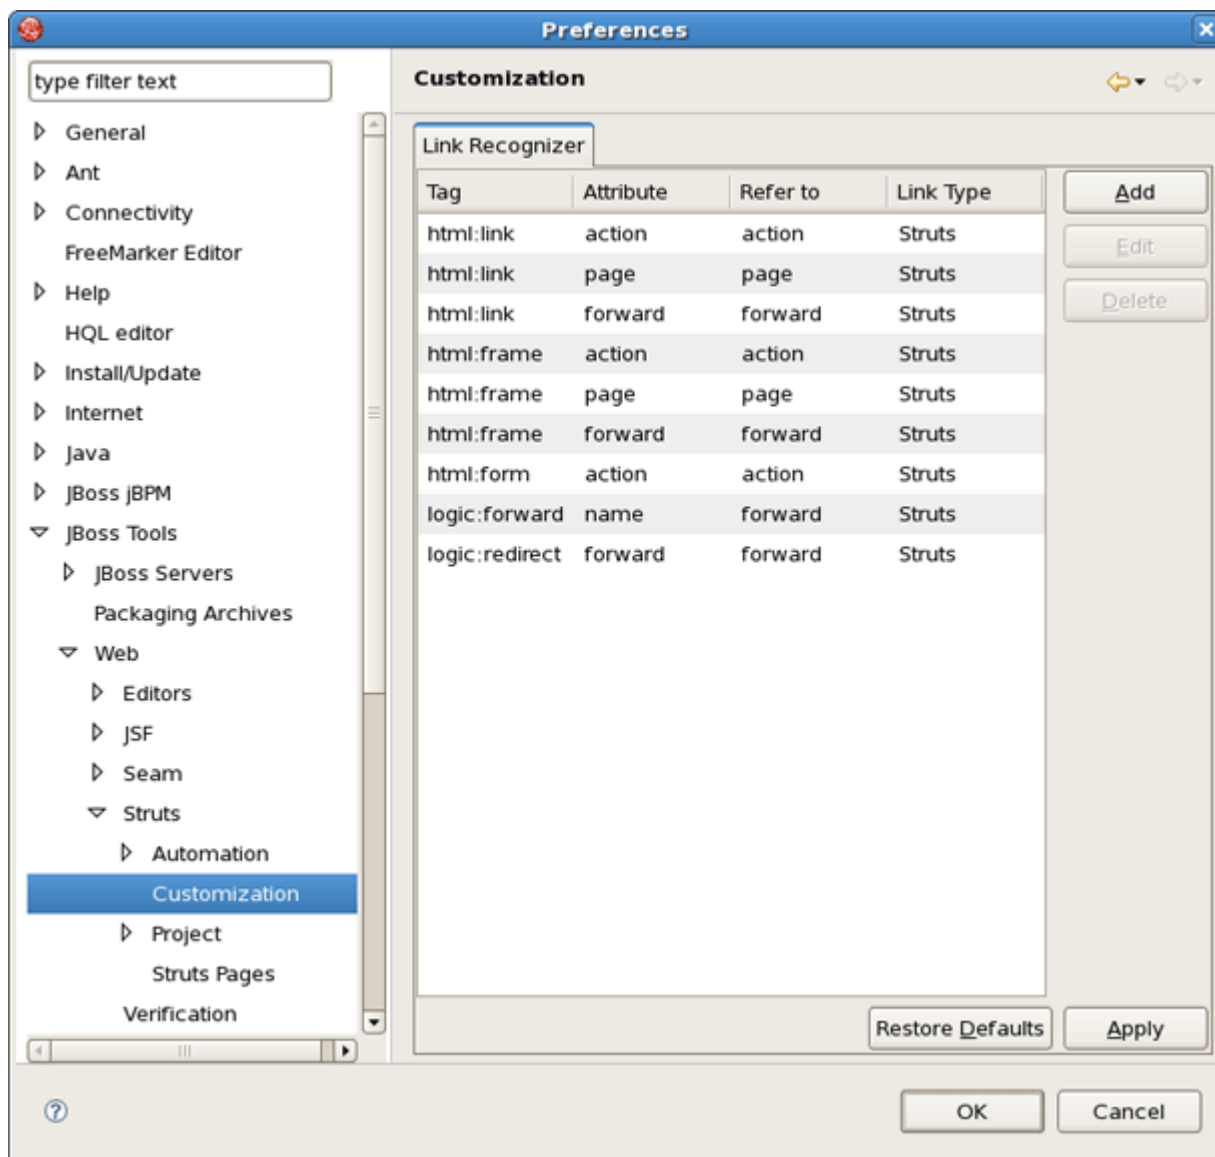 Preferences
type filter text
General
Ant
Connectivity
FreeMarker Editor
Help
HQL editor
Install/Update
Internet
Java
JBoss jBPM
JBoss Tools
JBoss Servers
Packaging Archives
Web
Editors
JSF
Seam
Struts
Automation
Customization
Project
Struts Pages
Verification
Customization
Link Recognizer
Tag Attribute Refer to Link Type
html:link action action Struts
html:link page page Struts
html:link forward forward Struts
html:frame action action Struts
html:frame page page Struts
html:frame forward forward Struts
html:form action action Struts
logic:forward name forward Struts
logic:redirect forward forward Struts
Add
Edit
Delete
Restore Defaults Apply
OK Cancel